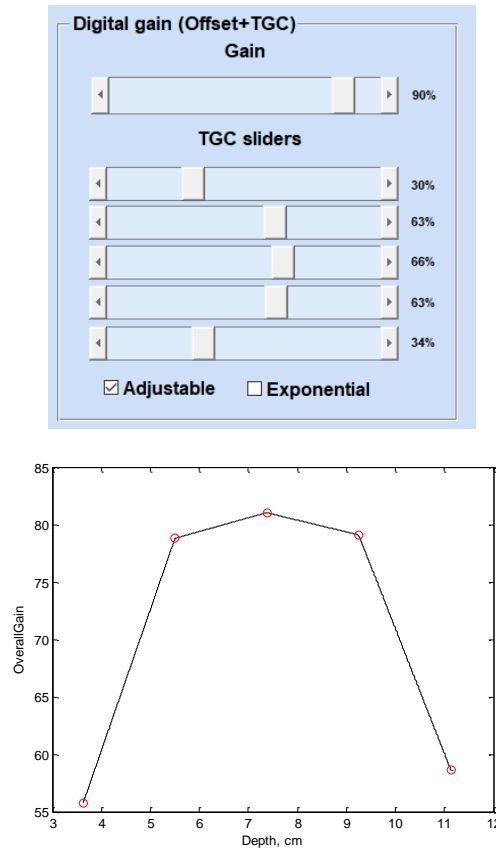 Digital gain (Offset+TGC)
Gain
90%
TGC sliders
30%
63%
66%
63%
34%
Adjustable Exponential
85
80
75
70
65
60
55
OverallGain
3 4 5 6 7 8 9 10 11 12
Depth, cm